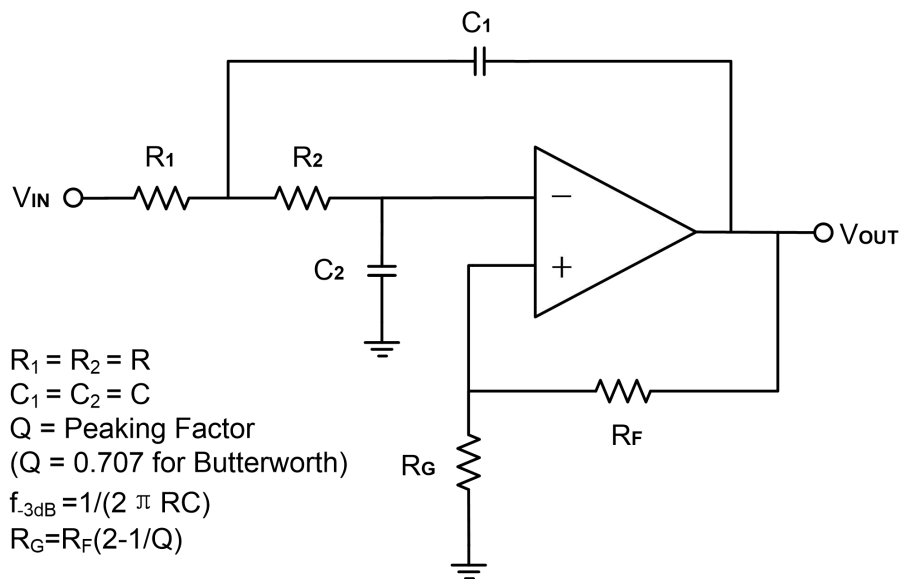 C1
R1
R2
VIN
−
VOUT
C2
+
R1 = R2 = R
C1 = C2 = C
Q = Peaking Factor
(Q = 0.707 for Butterworth)
f-3dB =1/(2 π RC)
RG=RF(2-1/Q)
RF
RG